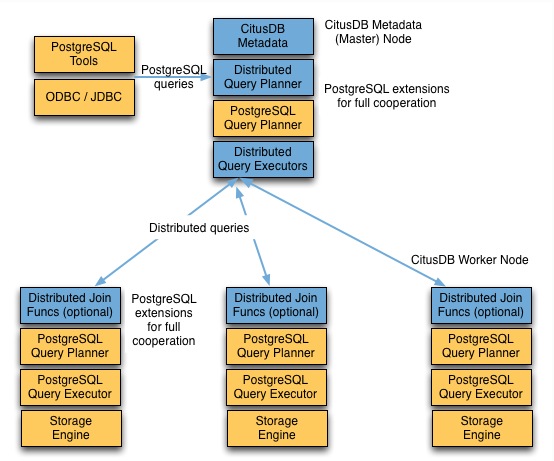 CitusDB
Metadata
CitusDB Metadata
(Master) Node
PostgreSQL
Tools
ODBC / JDBC
PostgreSQL
queries
Distributed
Query Planner
PostgreSQL extensions
for full cooperation
PostgreSQL
Query Planner
Distributed
Query Executors
Distributed queries
CitusDB Worker Node
Distributed Join
Funcs (optional)
PostgreSQL
Query Planner
PostgreSQL
Query Executor
Storage
Engine
PostgreSQL
extensions
for full
cooperation
Distributed Join
Funcs (optional)
PostgreSQL
Query Planner
PostgreSQL
Query Executor
Storage
Engine
Distributed Join
Funcs (optional)
PostgreSQL
Query Planner
PostgreSQL
Query Executor
Storage
Engine